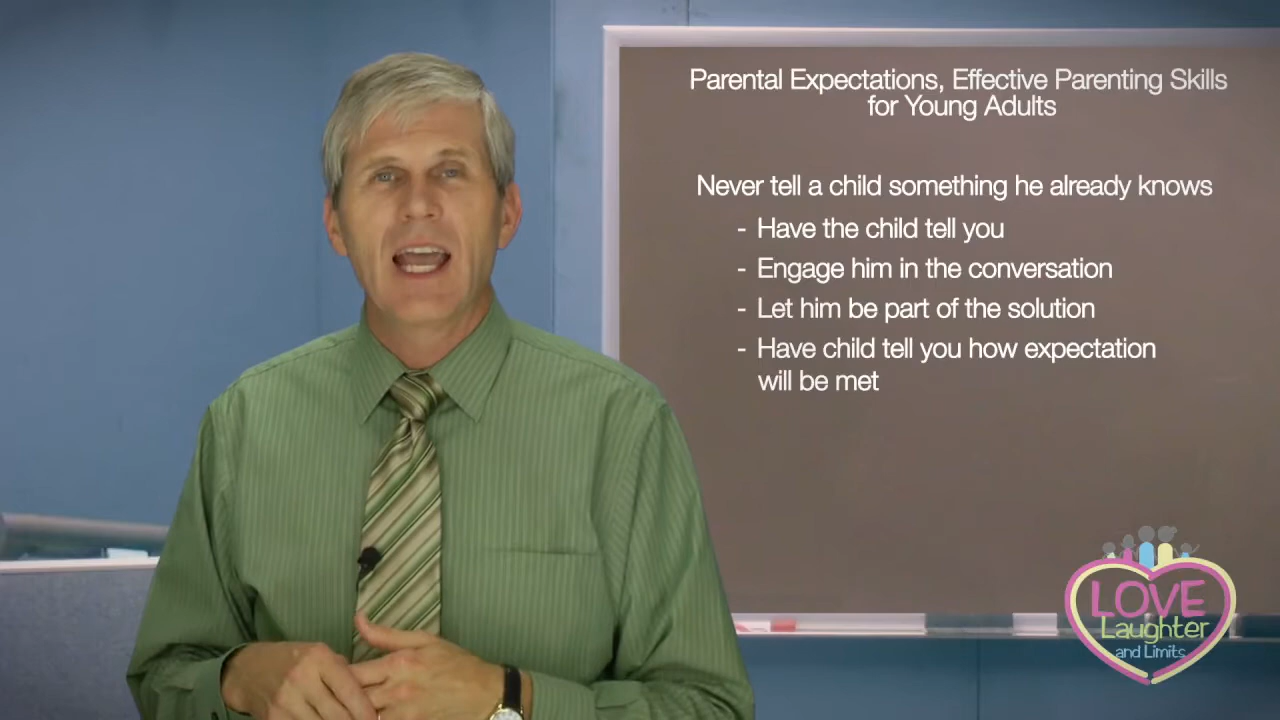 Parental Expectations, Effective Parenting Skills
for Young Adults
Never tell a child something he already knows
- Have the child tell you
- Engage him in the conversation
- Let him be part of the solution
- Have child tell you how expectation
will be met
LOVE
Laughter
and Limits